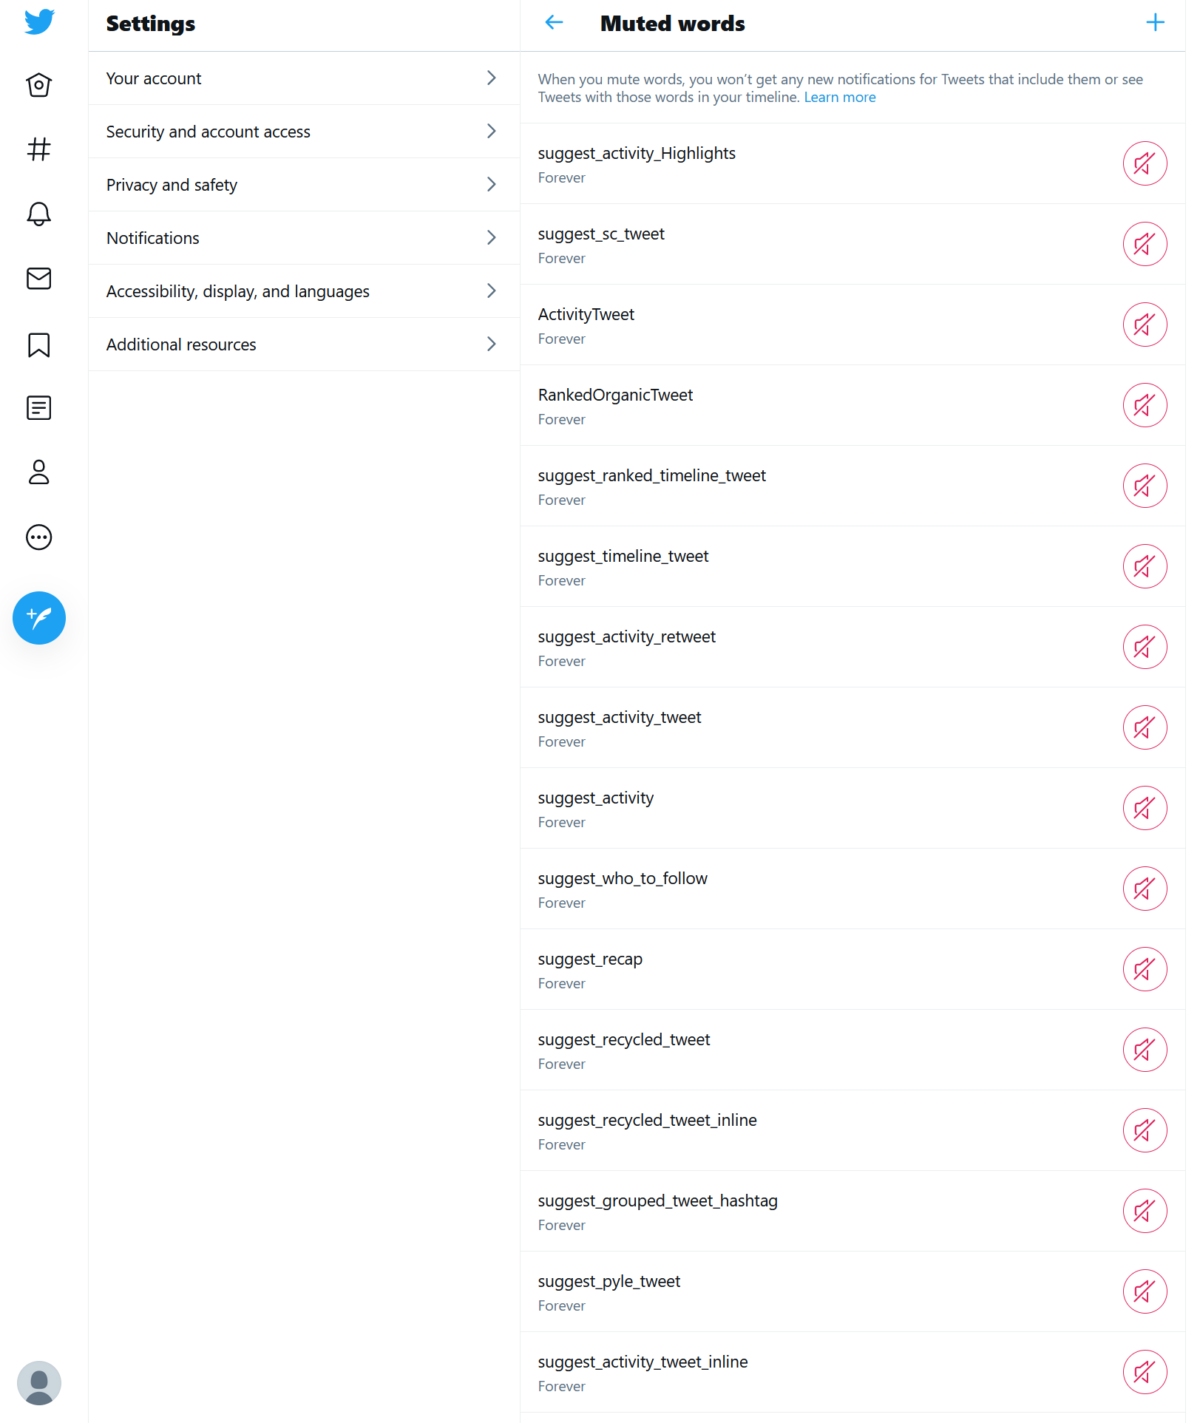 Settings
Your account
Security and account access
Privacy and safety
Notifications
Accessibility, display, and languages
Additional resources
Muted words
When you mute words, you won’t get any new notifications for Tweets that include them or see
Tweets with those words in your timeline. Learn more
suggest_activity_Highlights
Forever
suggest_sc_tweet
Forever
ActivityTweet
Forever
RankedOrganicTweet
Forever
suggest_ranked_timeline_tweet
Forever
suggest_timeline_tweet
Forever
suggest_activity_retweet
Forever
suggest_activity_tweet
Forever
suggest_activity
Forever
suggest_who_to_follow
Forever
suggest_recap
Forever
suggest_recycled_tweet
Forever
suggest_recycled_tweet_inline
Forever
suggest_grouped_tweet_hashtag
Forever
suggest_pyle_tweet
Forever
suggest_activity_tweet_inline
Forever